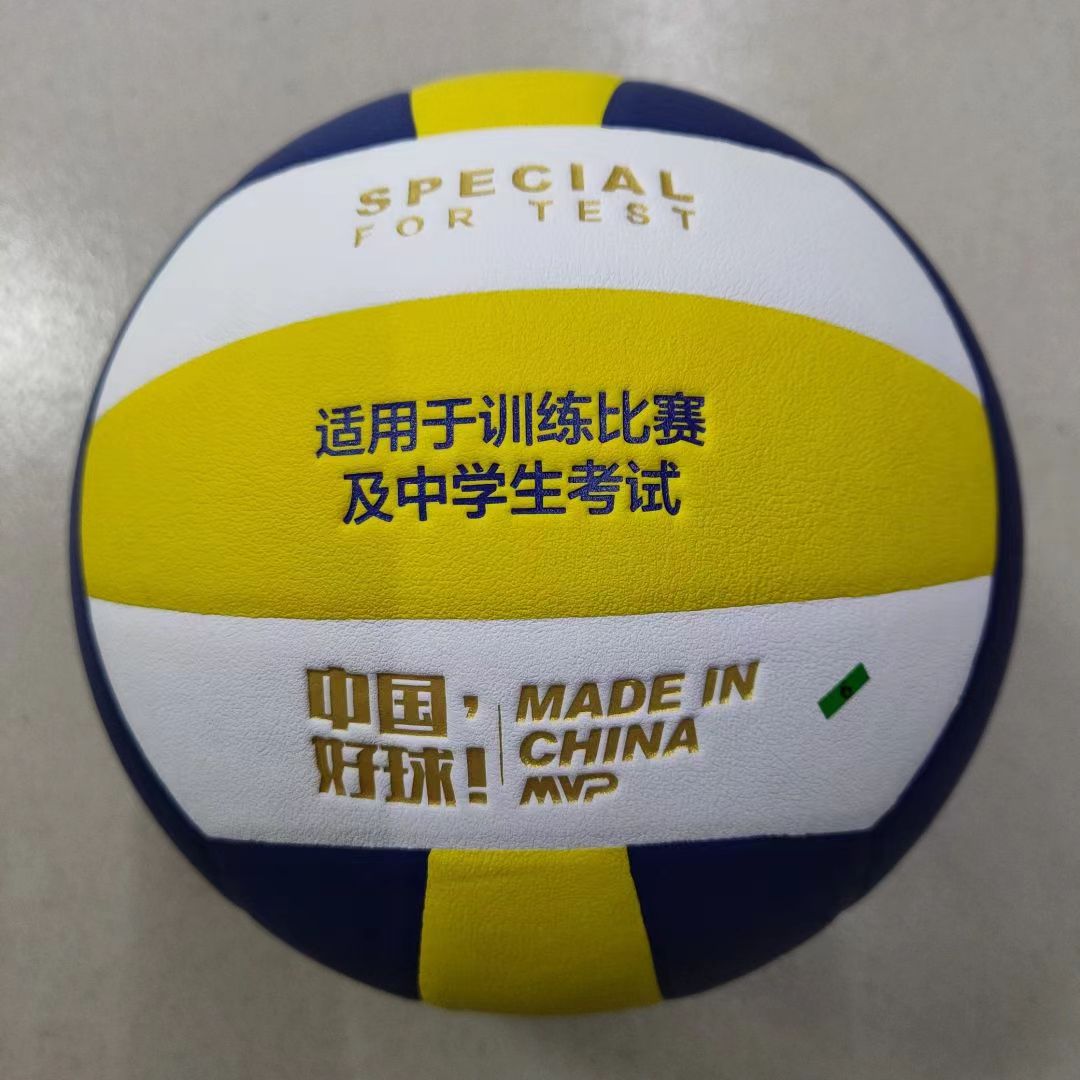 SPECIAL
FOR TEST
适用于训练比赛
及中学生考试
中国，
好球！
MADE IN
CHINA
MVP
6